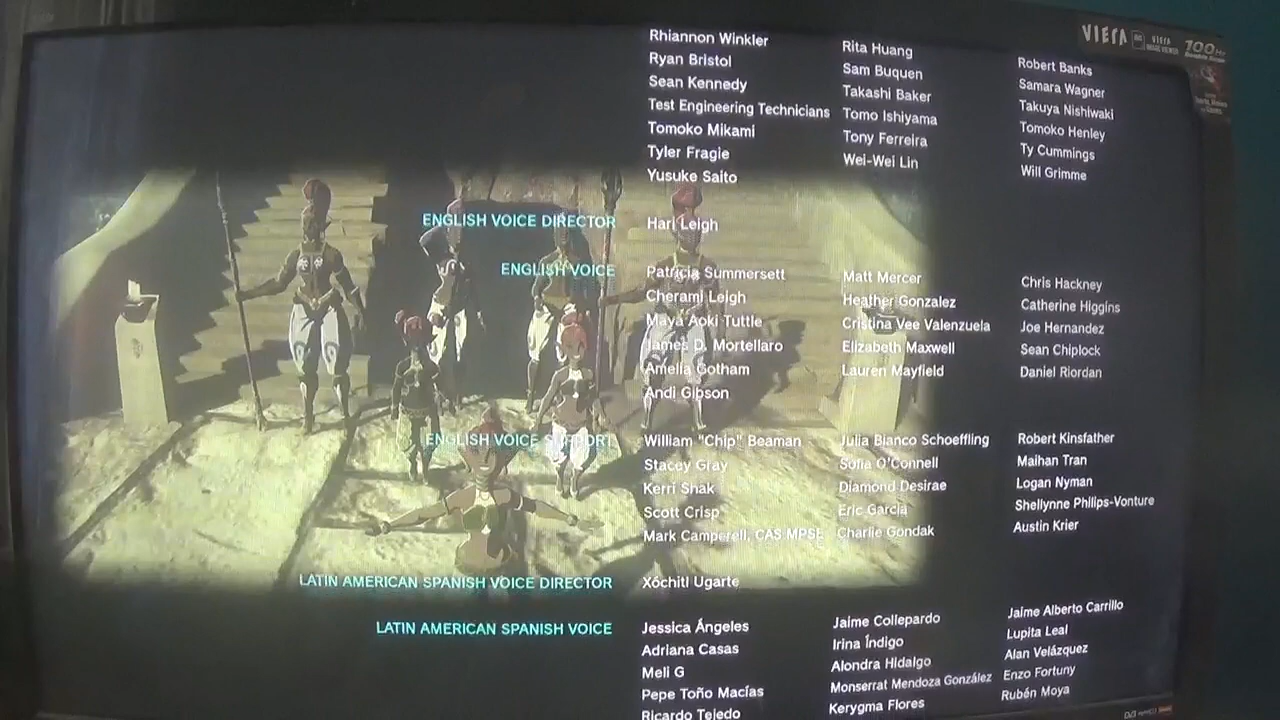 VIErA
VIErA
IMAGE VIEWER
100Hz
Rhiannon Winkler
Rita Huang
Robert Banks
Ryan Bristol
Sam Buquen
Samara Wagner
Sean Kennedy
Takashi Baker
Takuya Nishiwaki
Test Engineering Technicians
Tomo Ishiyama
Tomoko Henley
Tomoko Mikami
Tony Ferreira
Ty Cummings
Tyler Fragie
Wei-Wei Lin
Will Grimme
Yusuke Saito
ENGLISH VOICE DIRECTOR Hari Leigh
ENGLISH VOICE Patricia Summersett Matt Mercer Chris Hackney
Cherami Leigh Heather Gonzalez Catherine Higgins
Maya Aoki Tuttle Cristina Vee Valenzuela Joe Hernandez
James D. Mortellaro Elizabeth Maxwell Sean Chiplock
Amelia Gotham Lauren Mayfield Daniel Riordan
Andi Gibson
ENGLISH VOICE SUPPORT William "Chip" Beaman Julia Bianco Schoeffling Robert Kinsfather
Stacey Gray Sofia O'Connell Maihan Tran
Kerri Shak Diamond Desirae Logan Nyman
Scott Crisp Eric Garcia Shellynne Philips-Vonture
Mark Camperell, CAS MPSE Charlie Gondak Austin Krier
LATIN AMERICAN SPANISH VOICE DIRECTOR Xóchitl Ugarte
LATIN AMERICAN SPANISH VOICE Jessica Ángeles Jaime Collepardo Jaime Alberto Carrillo
Adriana Casas Irina Índigo Lupita Leal
Meli G Alondra Hidalgo Alan Velázquez
Pepe Toño Macías Monserrat Mendoza González Enzo Fortuny
Ricardo Tejedo Kerygma Flores Rubén Moya